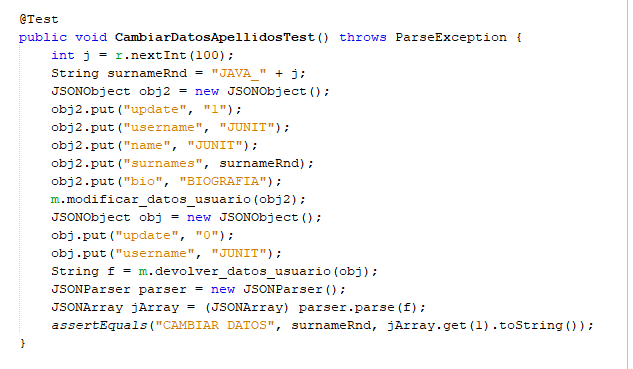 @Test
public void CambiarDatosApellidosTest() throws ParseException {
int j = r.nextInt(100);
String surnameRnd = "JAVA_" + j;
JSONObject obj2 = new JSONObject();
obj2.put("update", "1");
obj2.put("username", "JUNIT");
obj2.put("name", "JUNIT");
obj2.put("surnames", surnameRnd);
obj2.put("bio", "BIOGRAFIA");
m.modificar_datos_usuario(obj2);
JSONObject obj = new JSONObject();
obj.put("update", "0");
obj.put("username", "JUNIT");
String f = m.devolver_datos_usuario(obj);
JSONParser parser = new JSONParser();
JSONArray jArray = (JSONArray) parser.parse(f);
assertEquals("CAMBIAR DATOS", surnameRnd, jArray.get(1).toString());
}